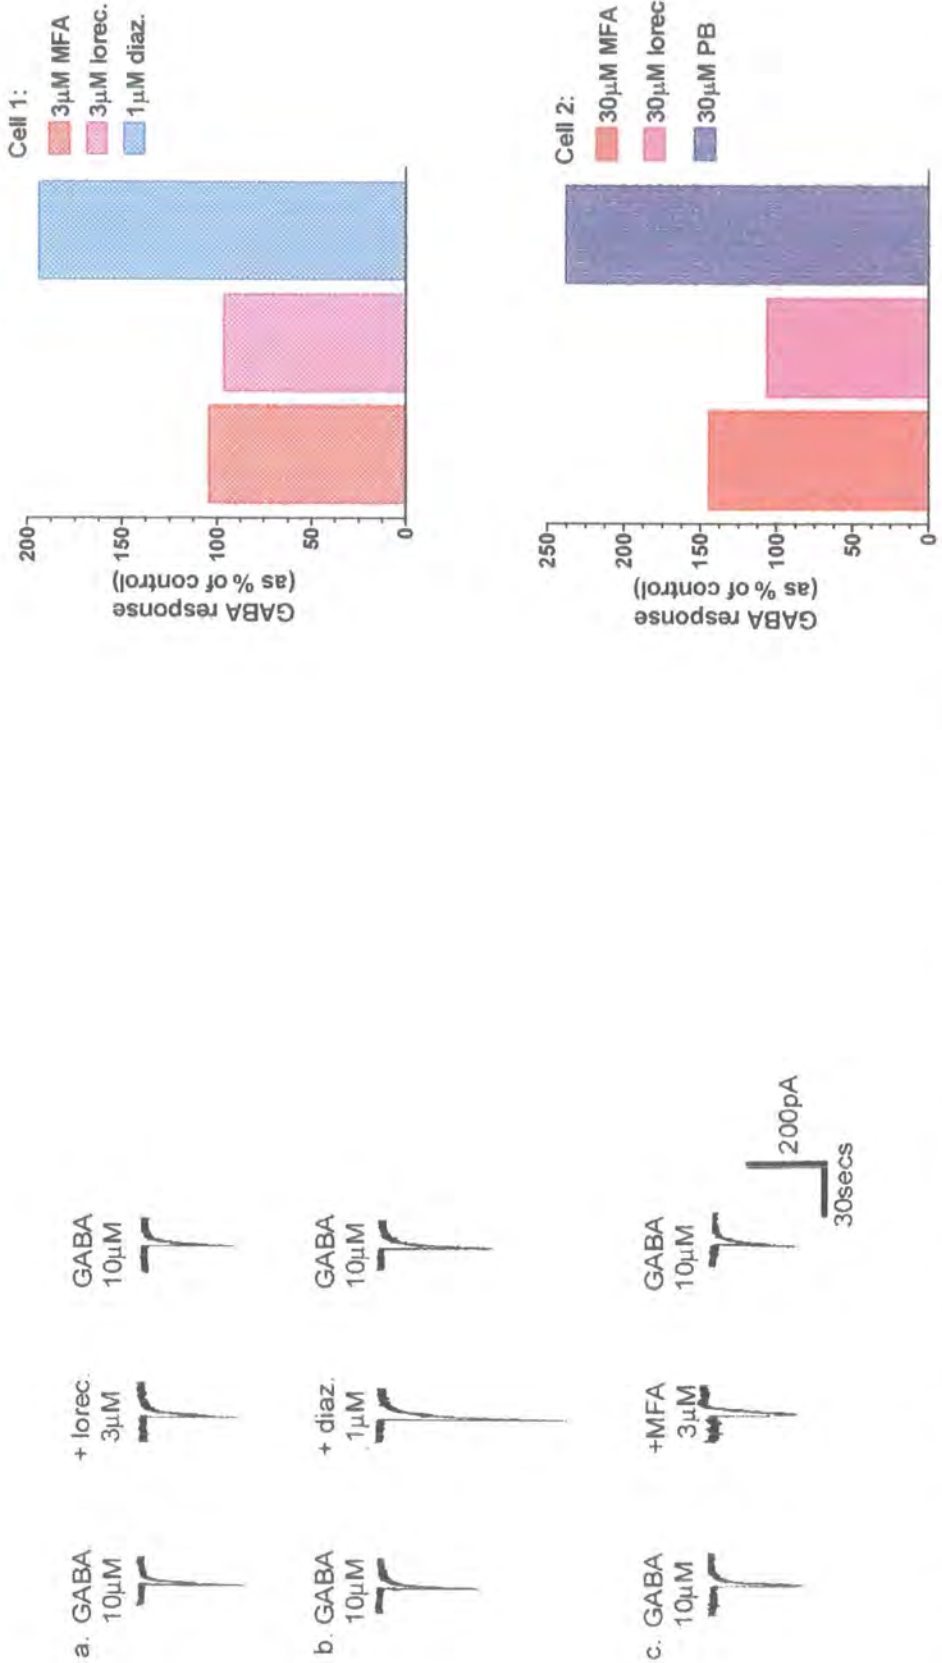 a. GABA + lorec. GABA
10µM 3µM 10µM
b. GABA + diaz. GABA
10µM 1µM 10µM
c. GABA +MFA GABA
10µM 3µM 10µM
200pA
30secs
GABA response
(as % of control)
200
150
100
50
0
Cell 1:
3µM MFA
3µM lorec.
1µM diaz.
GABA response
(as % of control)
250
200
150
100
50
0
Cell 2:
30µM MFA
30µM lorec
30µM PB